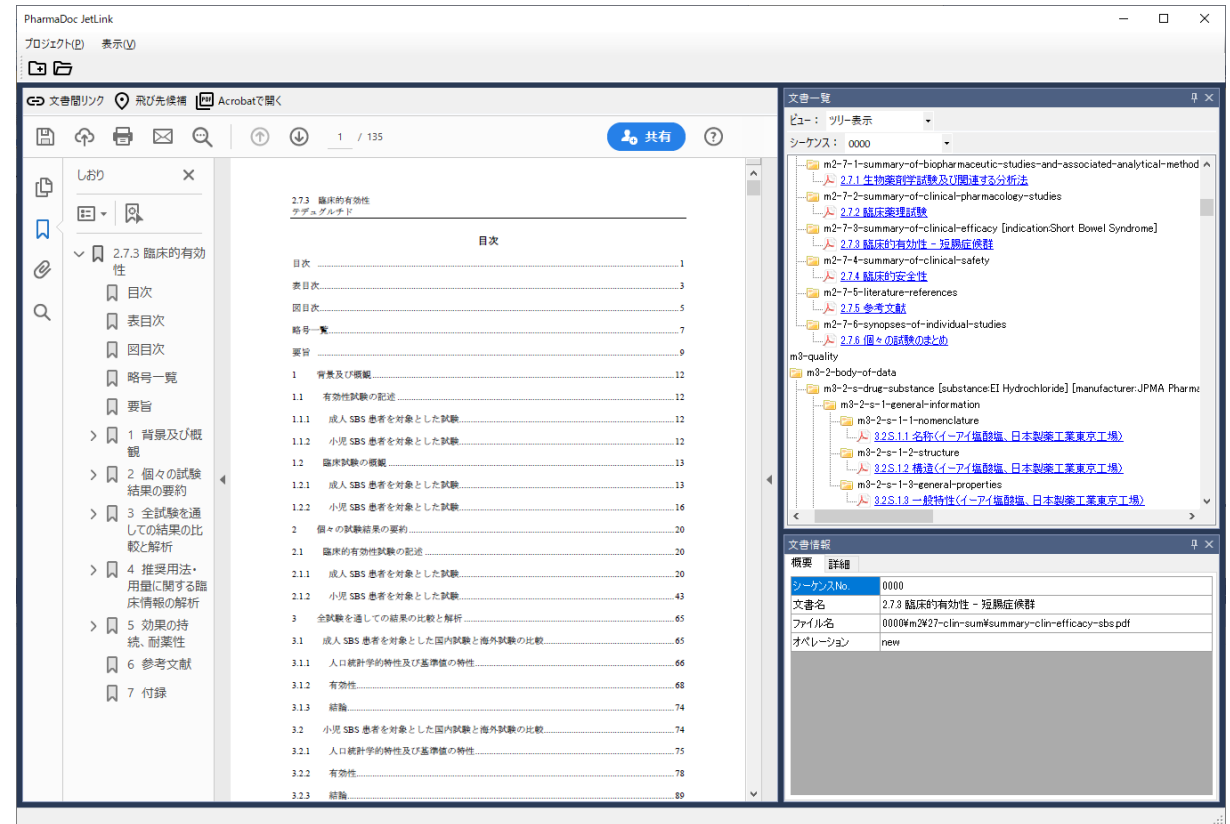 PharmaDoc JetLink
プロジェクト(P) 表示(V)
文書間リンク 飛び先候補 PDF Acrobatで開く
1 / 135
共有
しおり
2.7.3 臨床的有効性
目次
表目次
図目次
略号一覧
要旨
1 背景及び概観
2 個々の試験結果の要約
3 全試験を通しての結果の比較と解析
4 推奨用法・用量に関する臨床情報の解析
5 効果の持続、耐薬性
6 参考文献
7 付録
2.7.3 臨床的有効性
テデュグルチド
目次
目次 1
表目次 3
図目次 5
略号一覧 7
要旨 9
1 背景及び概観 12
1.1 有効性試験の記述 12
1.1.1 成人 SBS 患者を対象とした試験 12
1.1.2 小児 SBS 患者を対象とした試験 12
1.2 臨床試験の概観 13
1.2.1 成人 SBS 患者を対象とした試験 13
1.2.2 小児 SBS 患者を対象とした試験 16
2 個々の試験結果の要約 20
2.1 臨床的有効性試験の記述 20
2.1.1 成人 SBS 患者を対象とした試験 20
2.1.2 小児 SBS 患者を対象とした試験 43
3 全試験を通しての結果の比較と解析 65
3.1 成人 SBS 患者を対象とした国内試験と海外試験の比較 65
3.1.1 人口統計学的特性及び基準値の特性 66
3.1.2 有効性 68
3.1.3 結論 74
3.2 小児 SBS 患者を対象とした国内試験と海外試験の比較 74
3.2.1 人口統計学的特性及び基準値の特性 75
3.2.2 有効性 78
3.2.3 結論 89
文書一覧
ビュー： ツリー表示
シーケンス： 0000
m2-7-1-summary-of-biopharmaceutic-studies-and-associated-analytical-method
2.7.1 生物薬剤学試験及び関連する分析法
m2-7-2-summary-of-clinical-pharmacology-studies
2.7.2 臨床薬理試験
m2-7-3-summary-of-clinical-efficacy [indication:Short Bowel Syndrome]
2.7.3 臨床的有効性 - 短腸症候群
m2-7-4-summary-of-clinical-safety
2.7.4 臨床的安全性
m2-7-5-literature-references
2.7.5 参考文献
m2-7-6-synopses-of-individual-studies
2.7.6 個々の試験のまとめ
m3-quality
m3-2-body-of-data
m3-2-s-drug-substance [substance:EI Hydrochloride] [manufacturer:JPMA Pharma
m3-2-s-1-general-information
m3-2-s-1-1-nomenclature
3.2.S.1.1 名称(イーアイ塩酸塩、日本製薬工業東京工場)
m3-2-s-1-2-structure
3.2.S.1.2 構造(イーアイ塩酸塩、日本製薬工業東京工場)
m3-2-s-1-3-general-properties
3.2.S.1.3 一般特性(イーアイ塩酸塩、日本製薬工業東京工場)
文書情報
概要 詳細
シーケンスNo. 0000
文書名 2.7.3 臨床的有効性 - 短腸症候群
ファイル名 0000¥m2¥27-clin-sum¥summary-clin-efficacy-sbs.pdf
オペレーション new